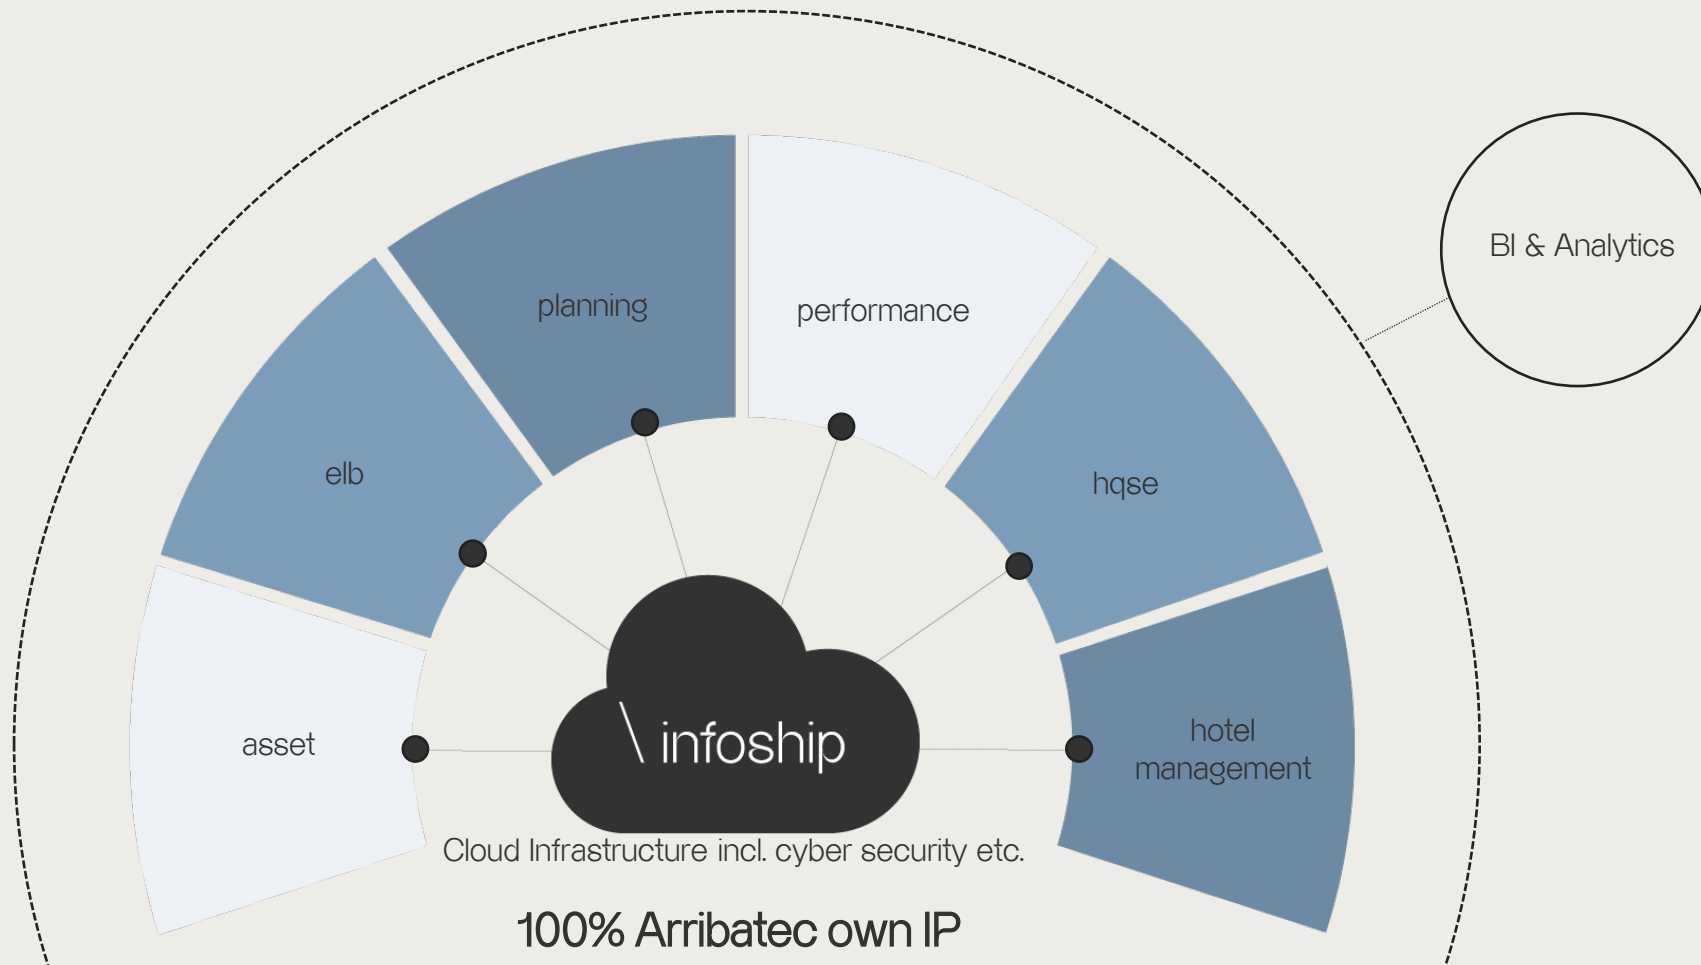 BI & Analytics
planning
performance
elb
hqse
asset
hotel
management
\ infoship
Cloud Infrastructure incl. cyber security etc.
100% Arribatec own IP